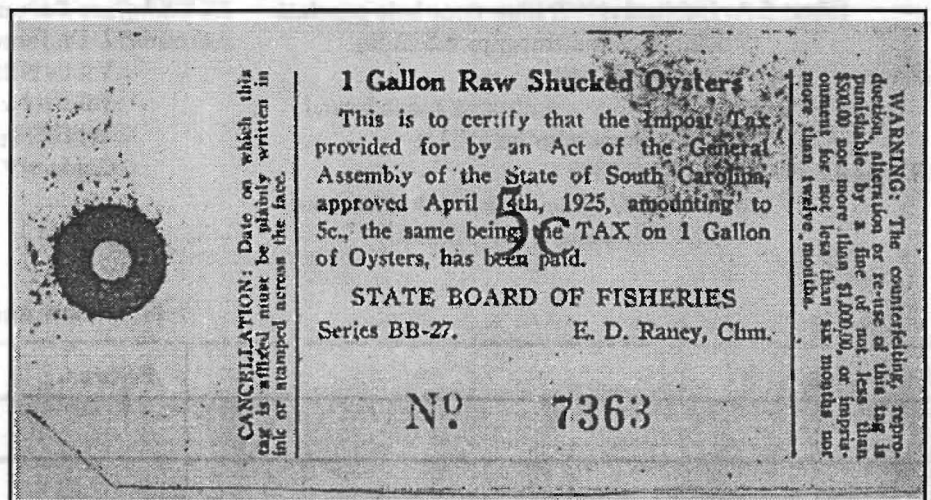 CANCELLATION: Date on which this
tag is affixed must be plainly written in
ink or stamped across the face.
1 Gallon Raw Shucked Oysters
This is to certify that the Impost Tax
provided for by an Act of the General
Assembly of the State of South Carolina,
approved April 14th, 1925, amounting to
5c., the same being the TAX on 1 Gallon
of Oysters, has been paid.
5c
STATE BOARD OF FISHERIES
Series BB-27. E. D. Raney, Chm.
Nº 7363
WARNING: The counterfeiting, repro-
duction, alteration or re-use of this tag is
punishable by a fine of not less than
$500.00 nor more than $1,000.00, or impris-
onment for not less than six months nor
more than twelve months.